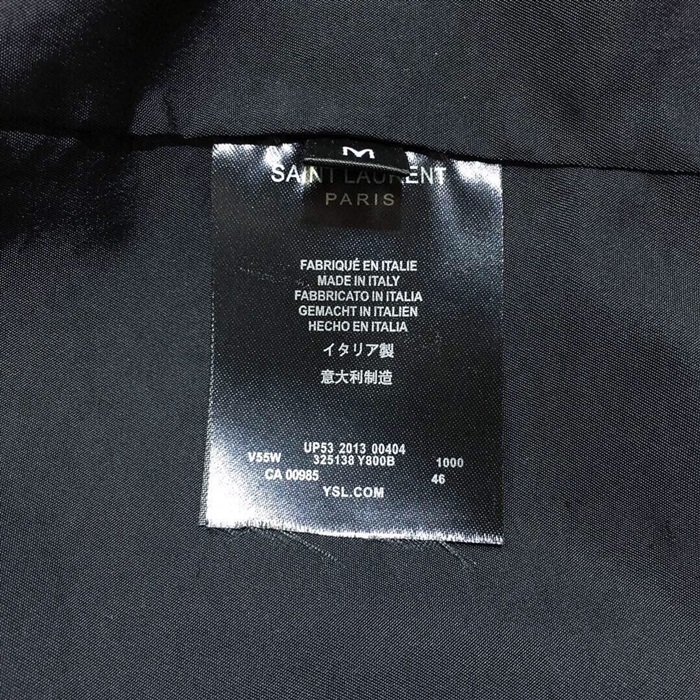 M
SAINT LAURENT
PARIS
FABRIQUÉ EN ITALIE
MADE IN ITALY
FABBRICATO IN ITALIA
GEMACHT IN ITALIEN
HECHO EN ITALIA
イタリア製
意大利制造
UP53 2013 00404
V55W 325138 Y800B 1000
CA 00985 46
YSL.COM